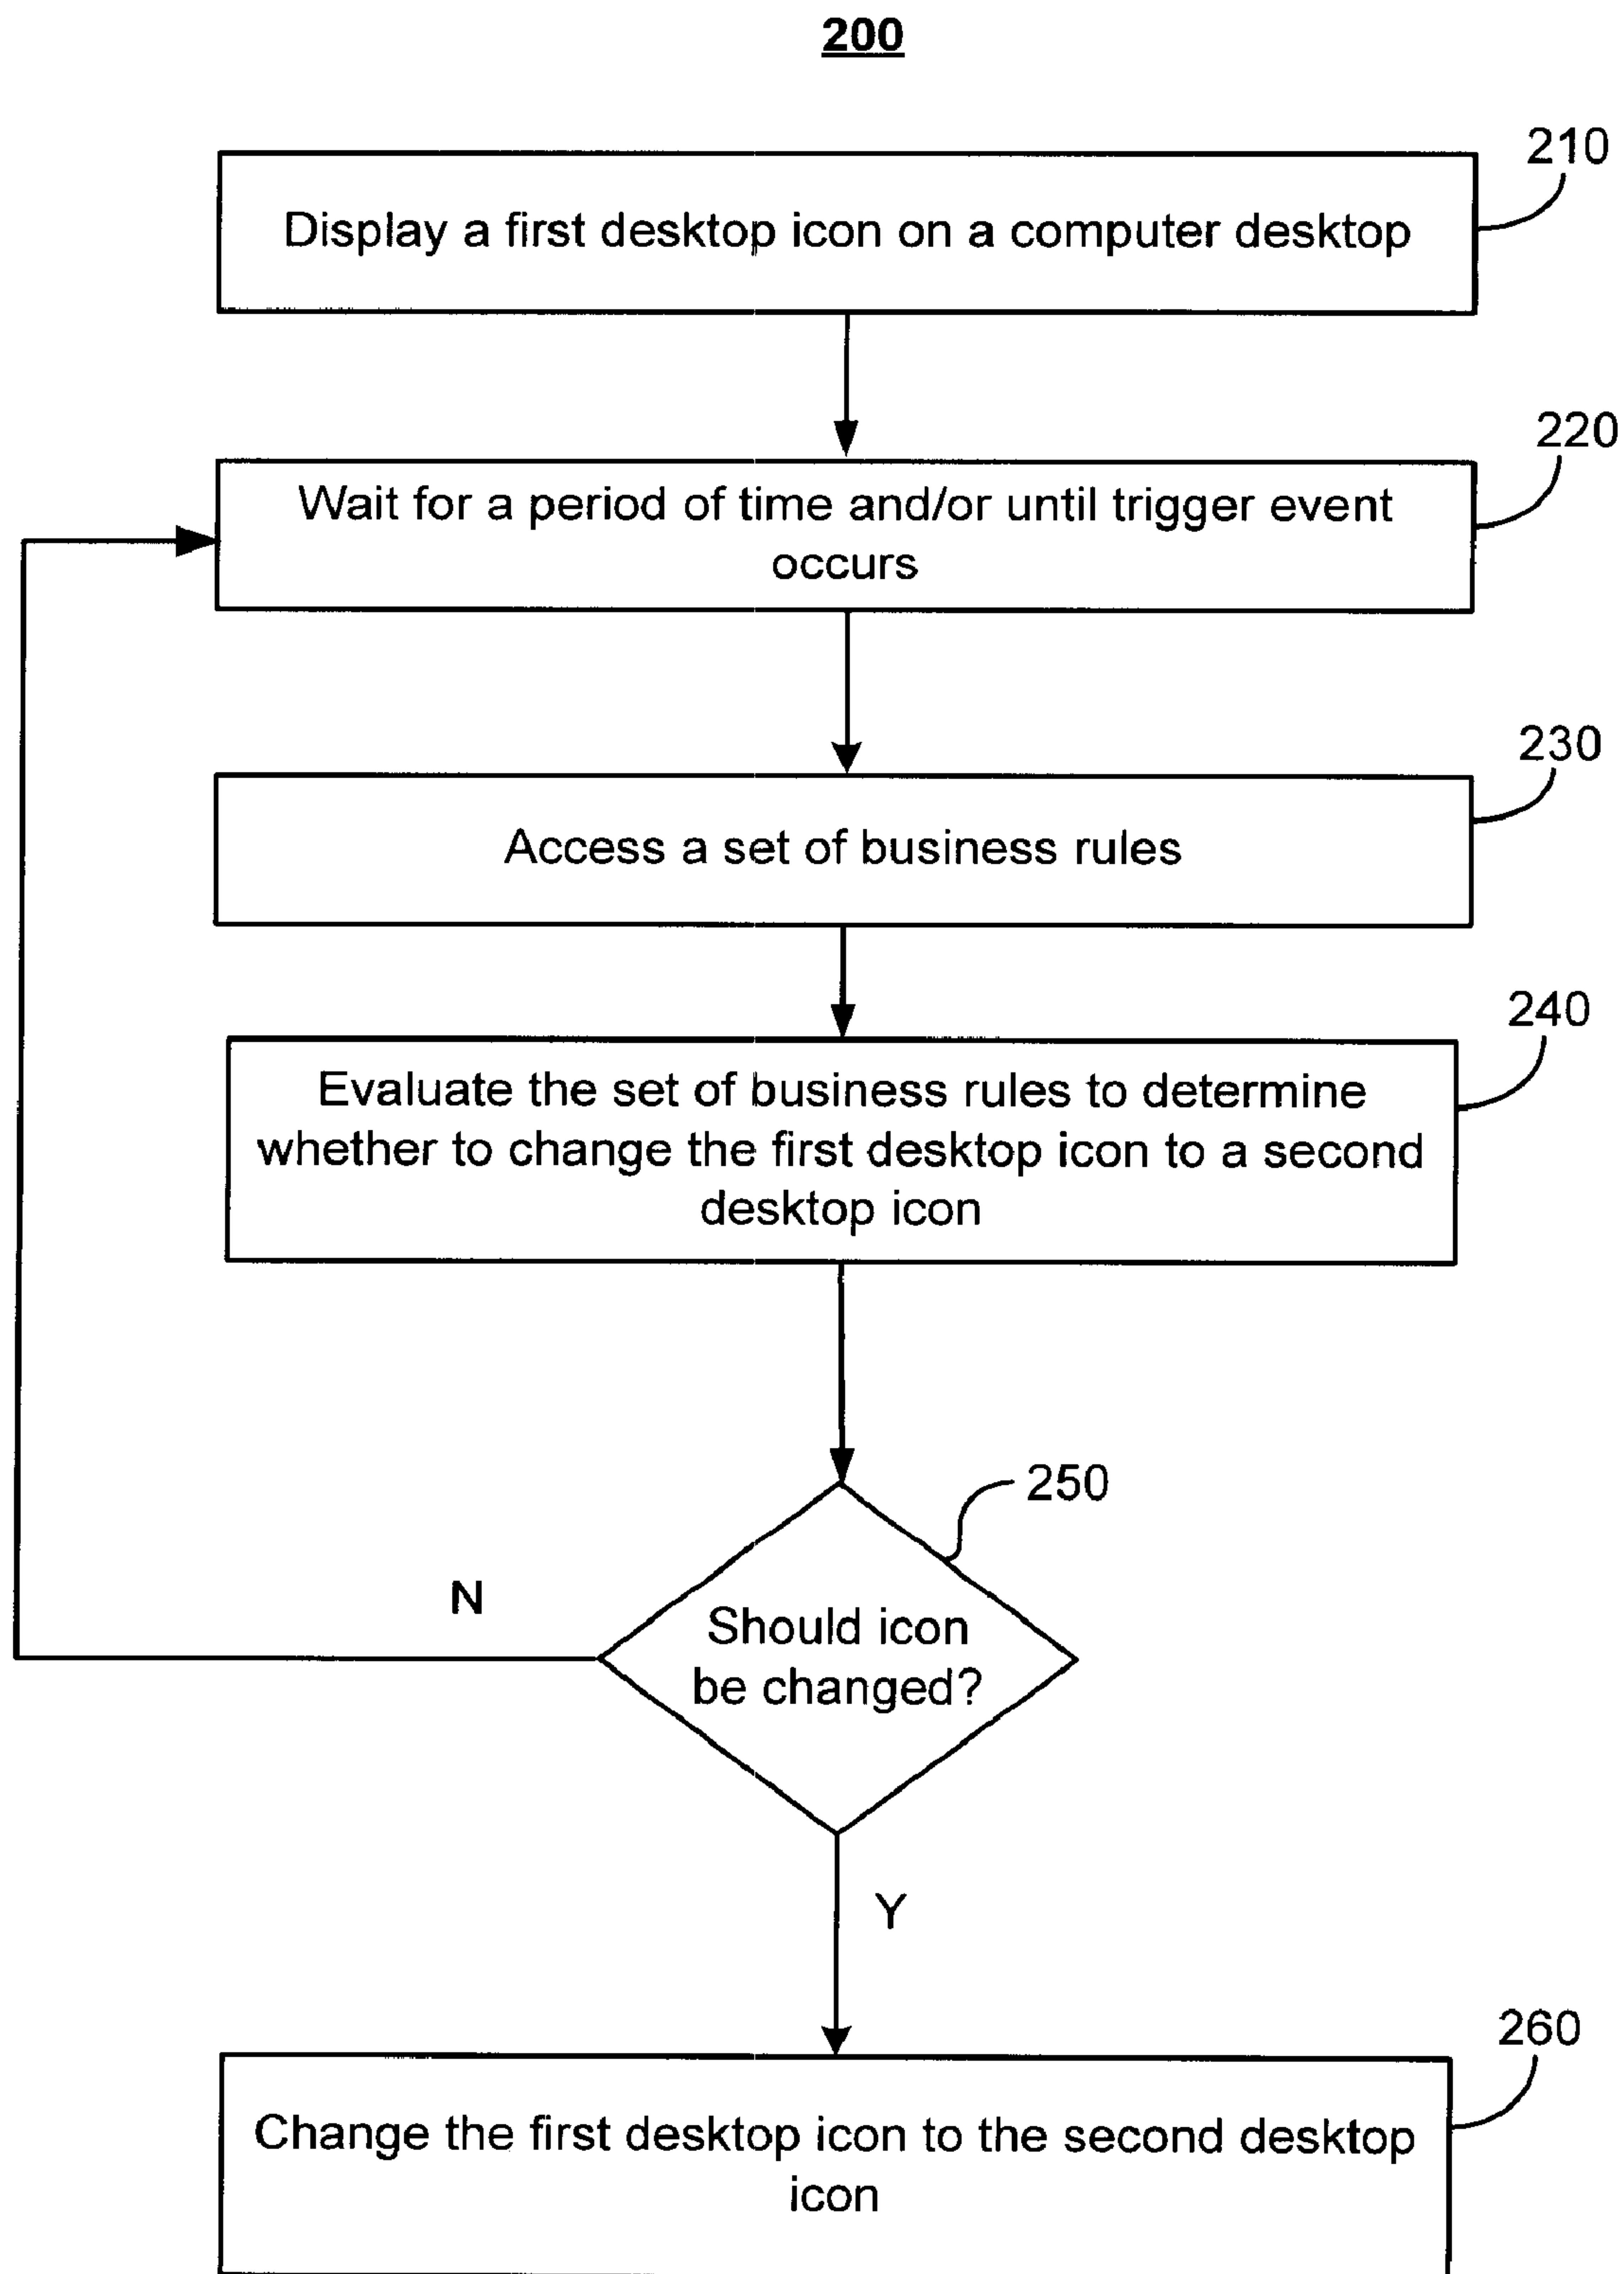 200
210
Display a first desktop icon on a computer desktop
220
Wait for a period of time and/or until trigger event
occurs
230
Access a set of business rules
240
Evaluate the set of business rules to determine
whether to change the first desktop icon to a second
desktop icon
250
N
Should icon
be changed?
Y
260
Change the first desktop icon to the second desktop
icon